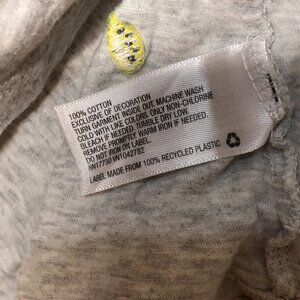 100% COTTON
EXCLUSIVE OF DECORATION
TURN GARMENT INSIDE OUT. MACHINE WASH
COLD WITH LIKE COLORS. ONLY NON-CHLORINE
BLEACH IF NEEDED. TUMBLE DRY LOW.
REMOVE PROMPTLY. WARM IRON IF NEEDED.
DO NOT IRON ON LABEL.
RN17730 VN1042782
LABEL MADE FROM 100% RECYCLED PLASTIC